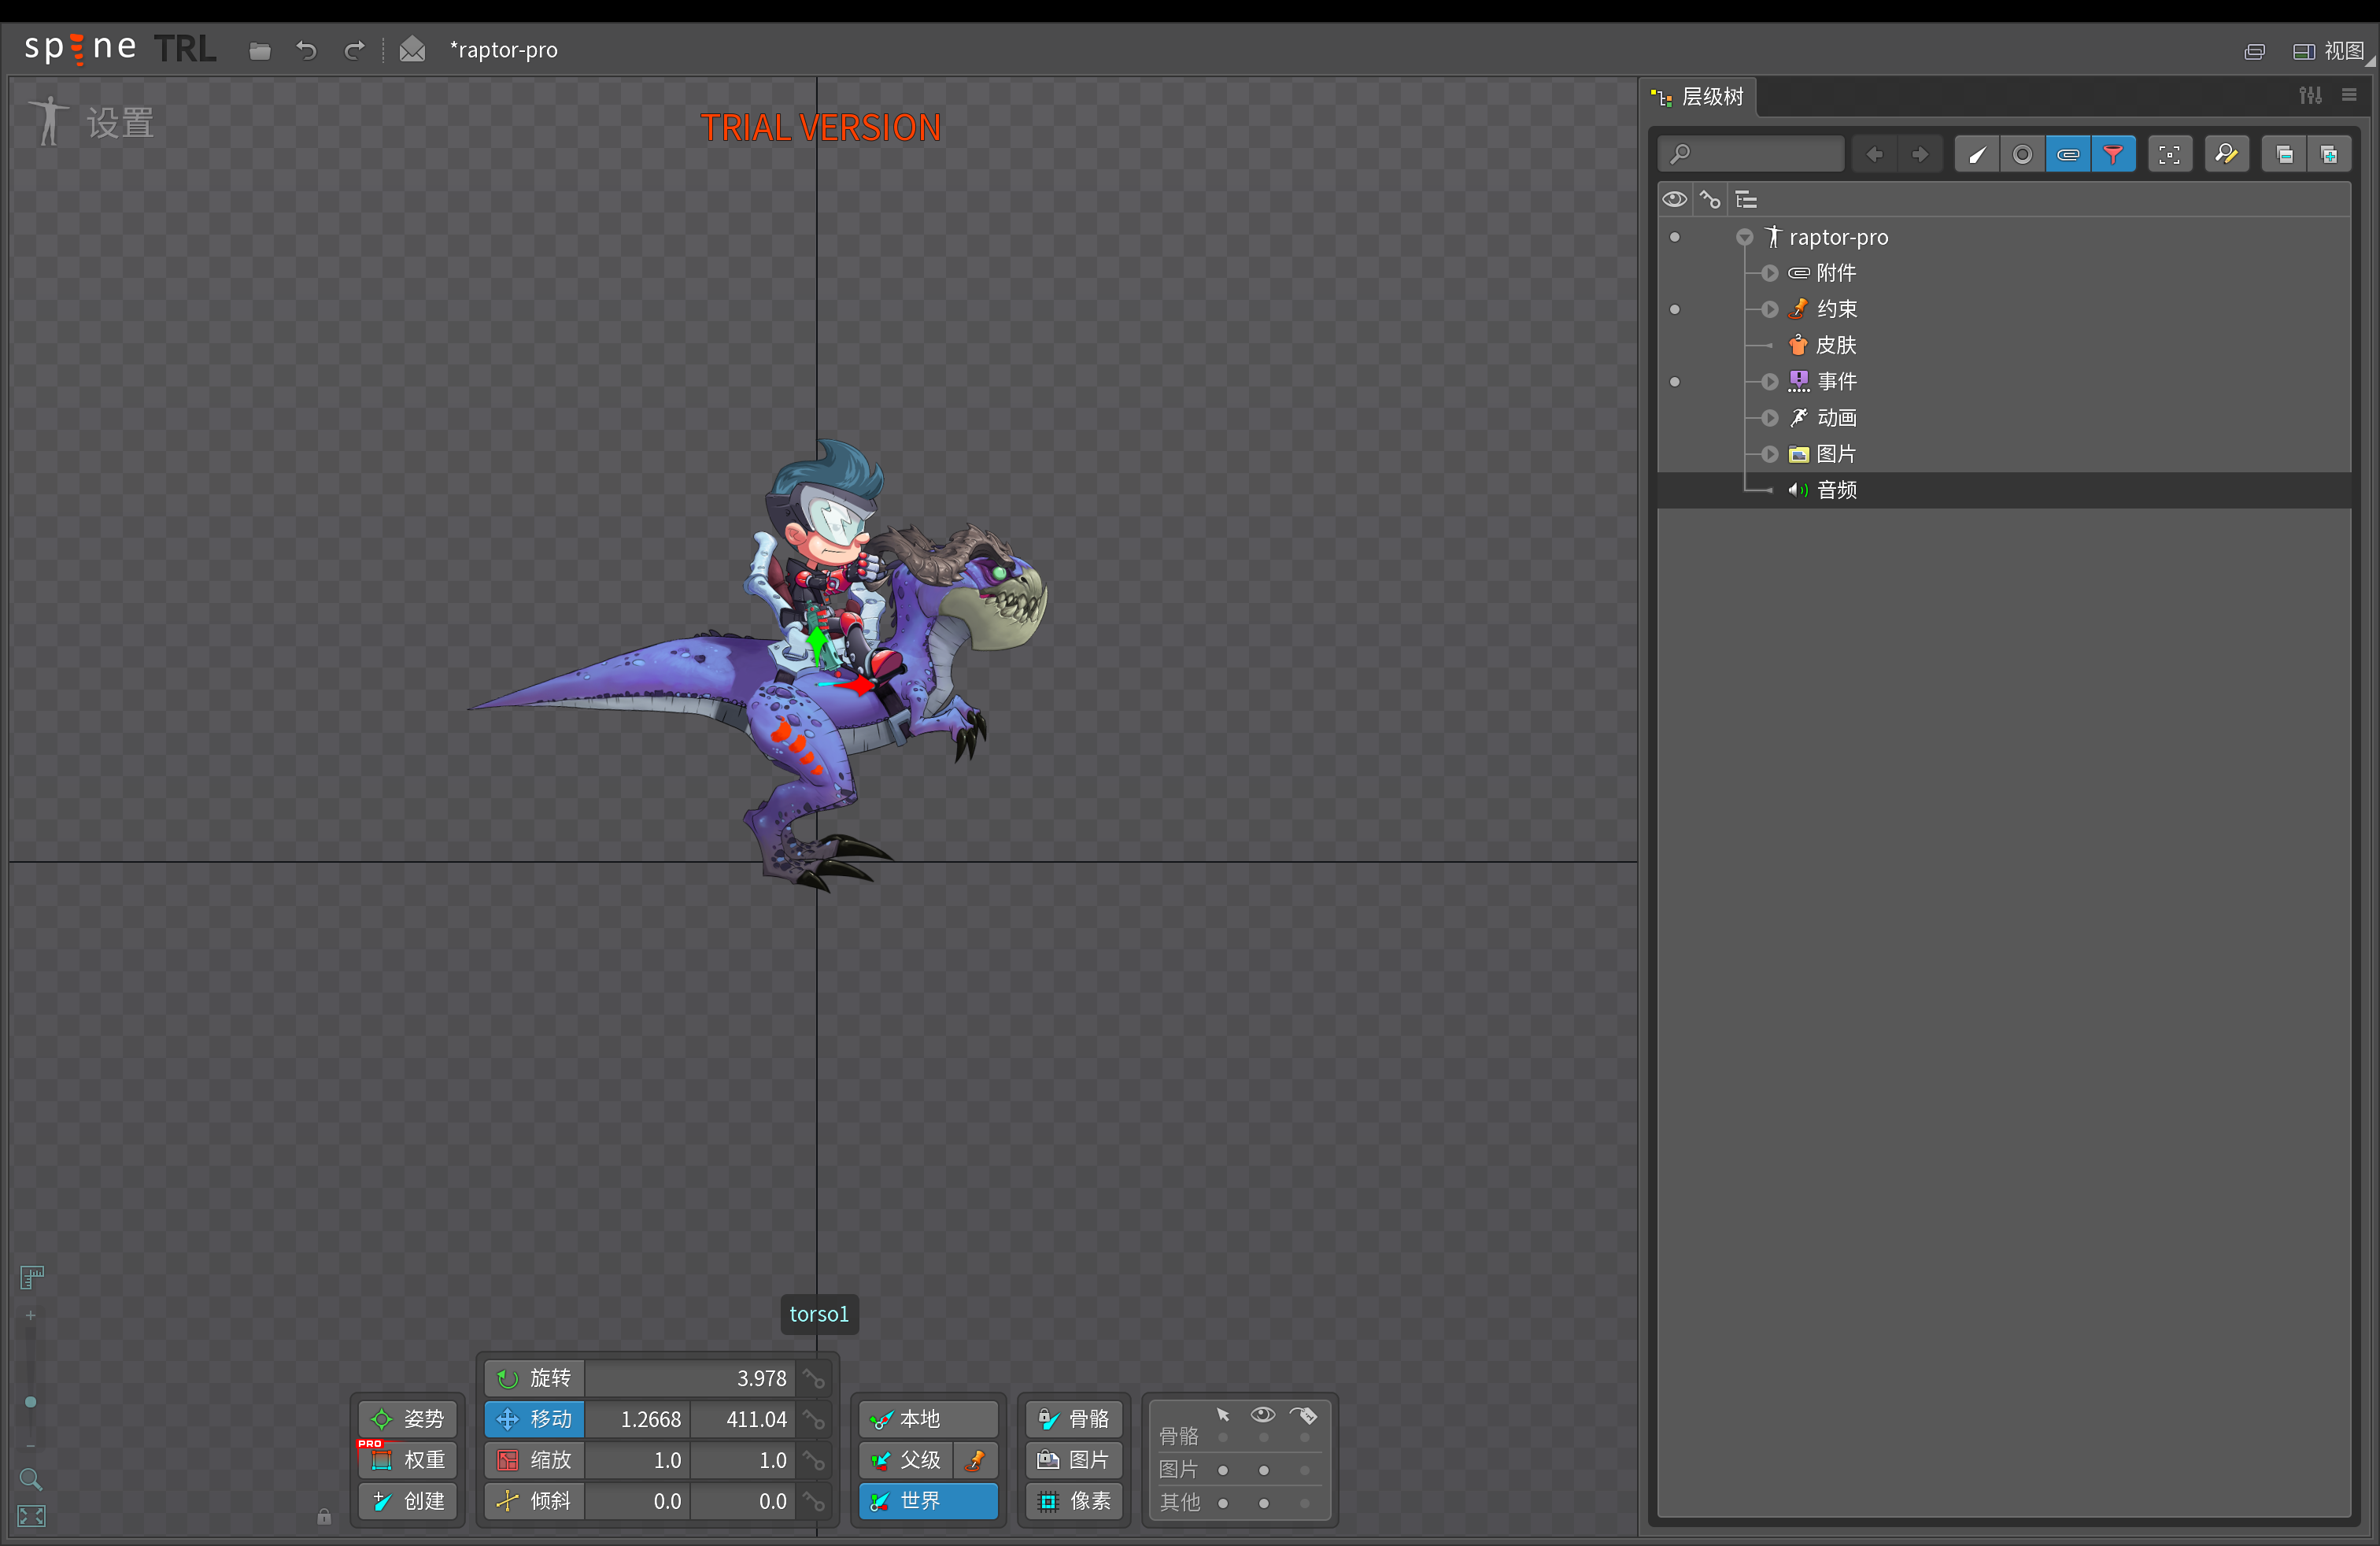 spine TRL *raptor-pro 视图
设置
TRIAL VERSION
层级树
raptor-pro
附件
约束
皮肤
事件
动画
图片
音频
torso1
旋转 3.978
姿势 移动 1.2668 411.04 本地 骨骼
PRO
权重 缩放 1.0 1.0 父级 图片
创建 倾斜 0.0 0.0 世界 像素
骨骼
图片
其他